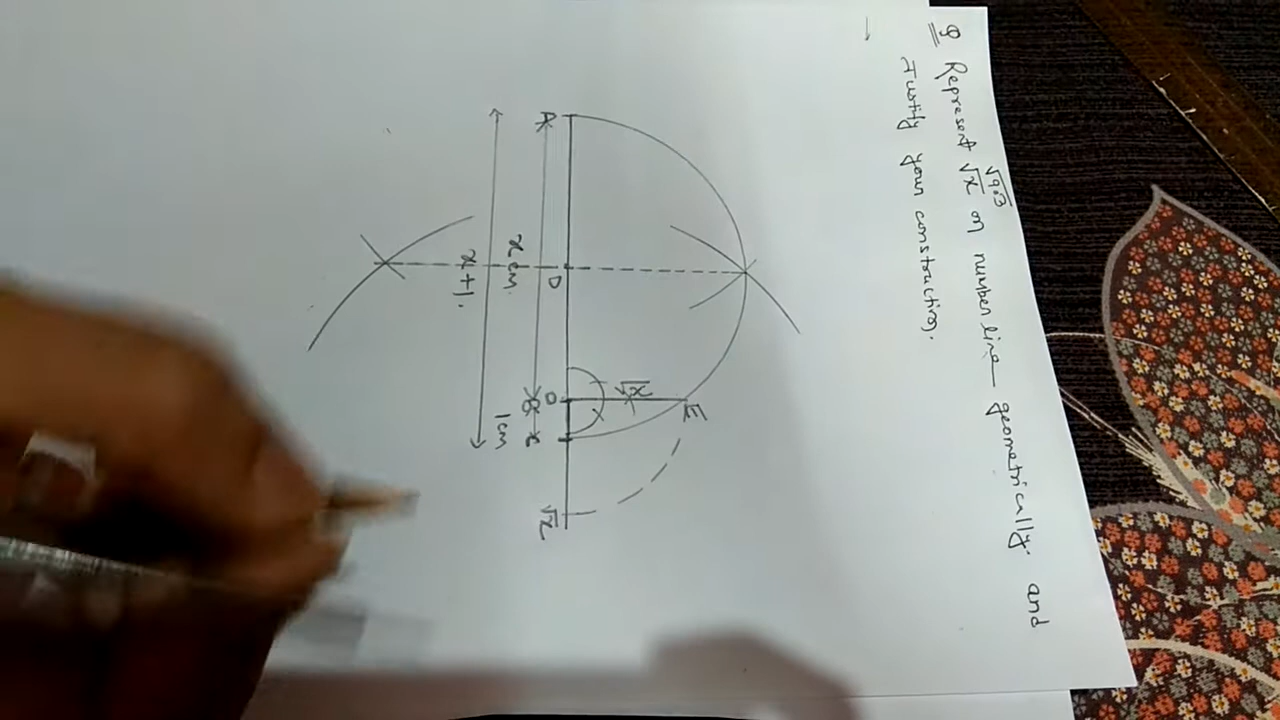 Q Represent √x on number line geometrically and
√9.3
Justify your construction.
→
A
D
B
C
E
√x
√x
x cm.
1cm
x+1.